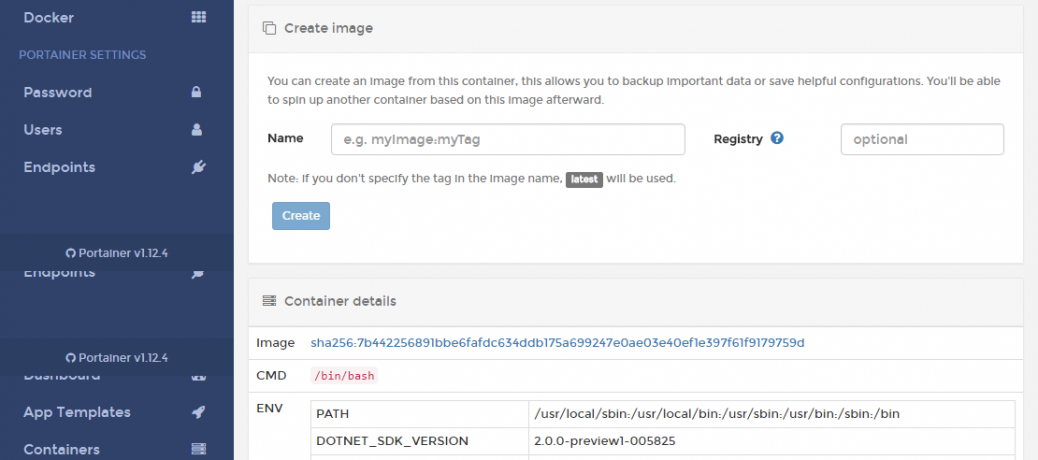 Docker
PORTAINER SETTINGS
Password
Users
Endpoints
Portainer v1.12.4
Endpoints
Portainer v1.12.4
Dashboard
App Templates
Containers
Create image
You can create an image from this container, this allows you to backup important data or save helpful configurations. You'll be able
to spin up another container based on this image afterward.
Name e.g. myImage:myTag Registry ? optional
Note: if you don't specify the tag in the image name, latest will be used.
Create
Container details
Image sha256:7b442256891bbe6fafdc634ddb175a699247e0ae03e40ef1e397f61f9179759d
CMD /bin/bash
ENV PATH /usr/local/sbin:/usr/local/bin:/usr/sbin:/usr/bin:/sbin:/bin
DOTNET_SDK_VERSION 2.0.0-preview1-005825